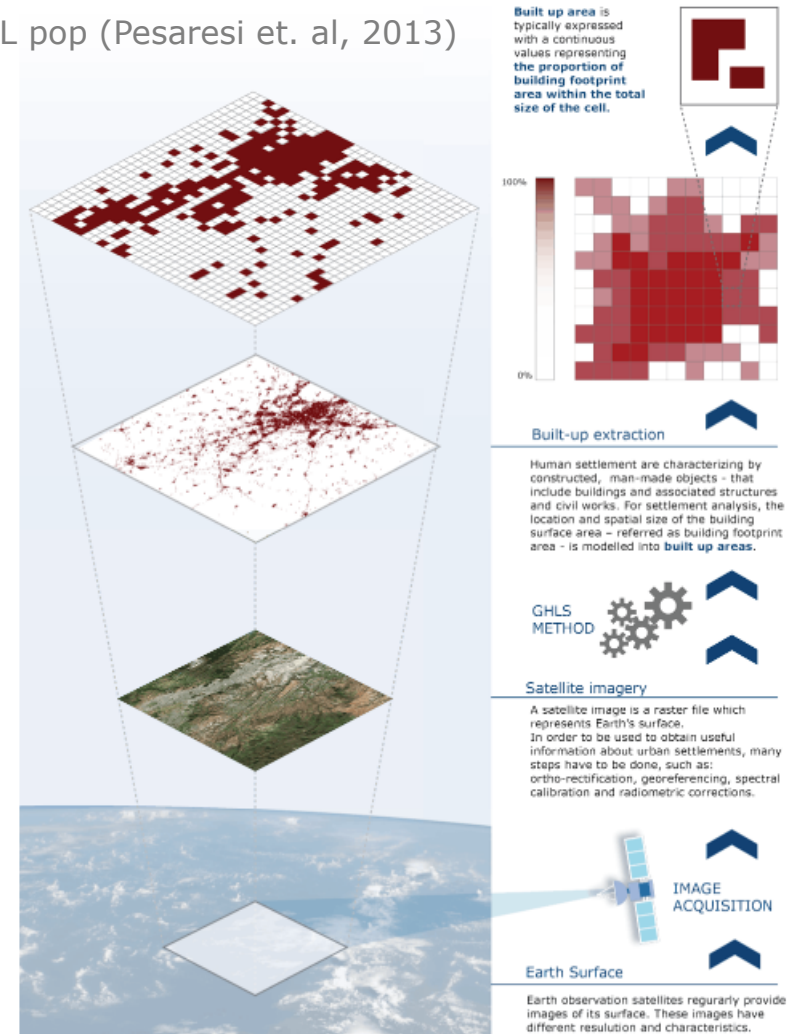 L pop (Pesaresi et. al, 2013)
Built up area is
typically expressed
with a continuous
values representing
the proportion of
building footprint
area within the total
size of the cell.
100%
0%
Built-up extraction
Human settlement are characterizing by
constructed, man-made objects - that
include buildings and associated structures
and civil works. For settlement analysis, the
location and spatial size of the building
surface area – referred as building footprint
area - is modelled into built up areas.
GHLS
METHOD
Satellite imagery
A satellite image is a raster file which
represents Earth's surface.
In order to be used to obtain useful
information about urban settlements, many
steps have to be done, such as:
ortho-rectification, georeferencing, spectral
calibration and radiometric corrections.
IMAGE
ACQUISITION
Earth Surface
Earth observation satellites regurarly provide
images of its surface. These images have
different resulution and characteristics.